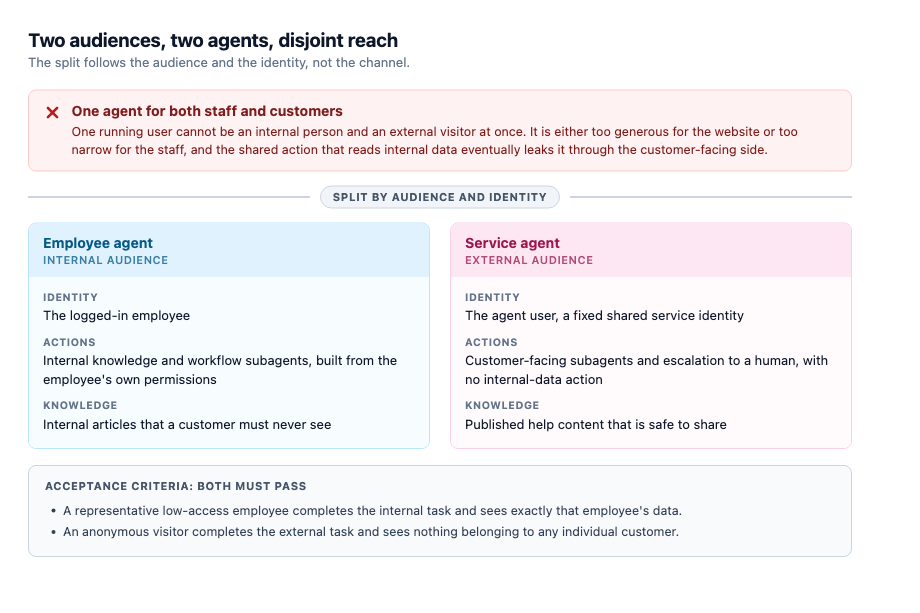 Two audiences, two agents, disjoint reach
The split follows the audience and the identity, not the channel.
One agent for both staff and customers
One running user cannot be an internal person and an external visitor at once. It is either too generous for the website or too
narrow for the staff, and the shared action that reads internal data eventually leaks it through the customer-facing side.
SPLIT BY AUDIENCE AND IDENTITY
Employee agent
INTERNAL AUDIENCE
IDENTITY
The logged-in employee
ACTIONS
Internal knowledge and workflow subagents, built from the
employee's own permissions
KNOWLEDGE
Internal articles that a customer must never see
Service agent
EXTERNAL AUDIENCE
IDENTITY
The agent user, a fixed shared service identity
ACTIONS
Customer-facing subagents and escalation to a human, with
no internal-data action
KNOWLEDGE
Published help content that is safe to share
ACCEPTANCE CRITERIA: BOTH MUST PASS
• A representative low-access employee completes the internal task and sees exactly that employee's data.
• An anonymous visitor completes the external task and sees nothing belonging to any individual customer.